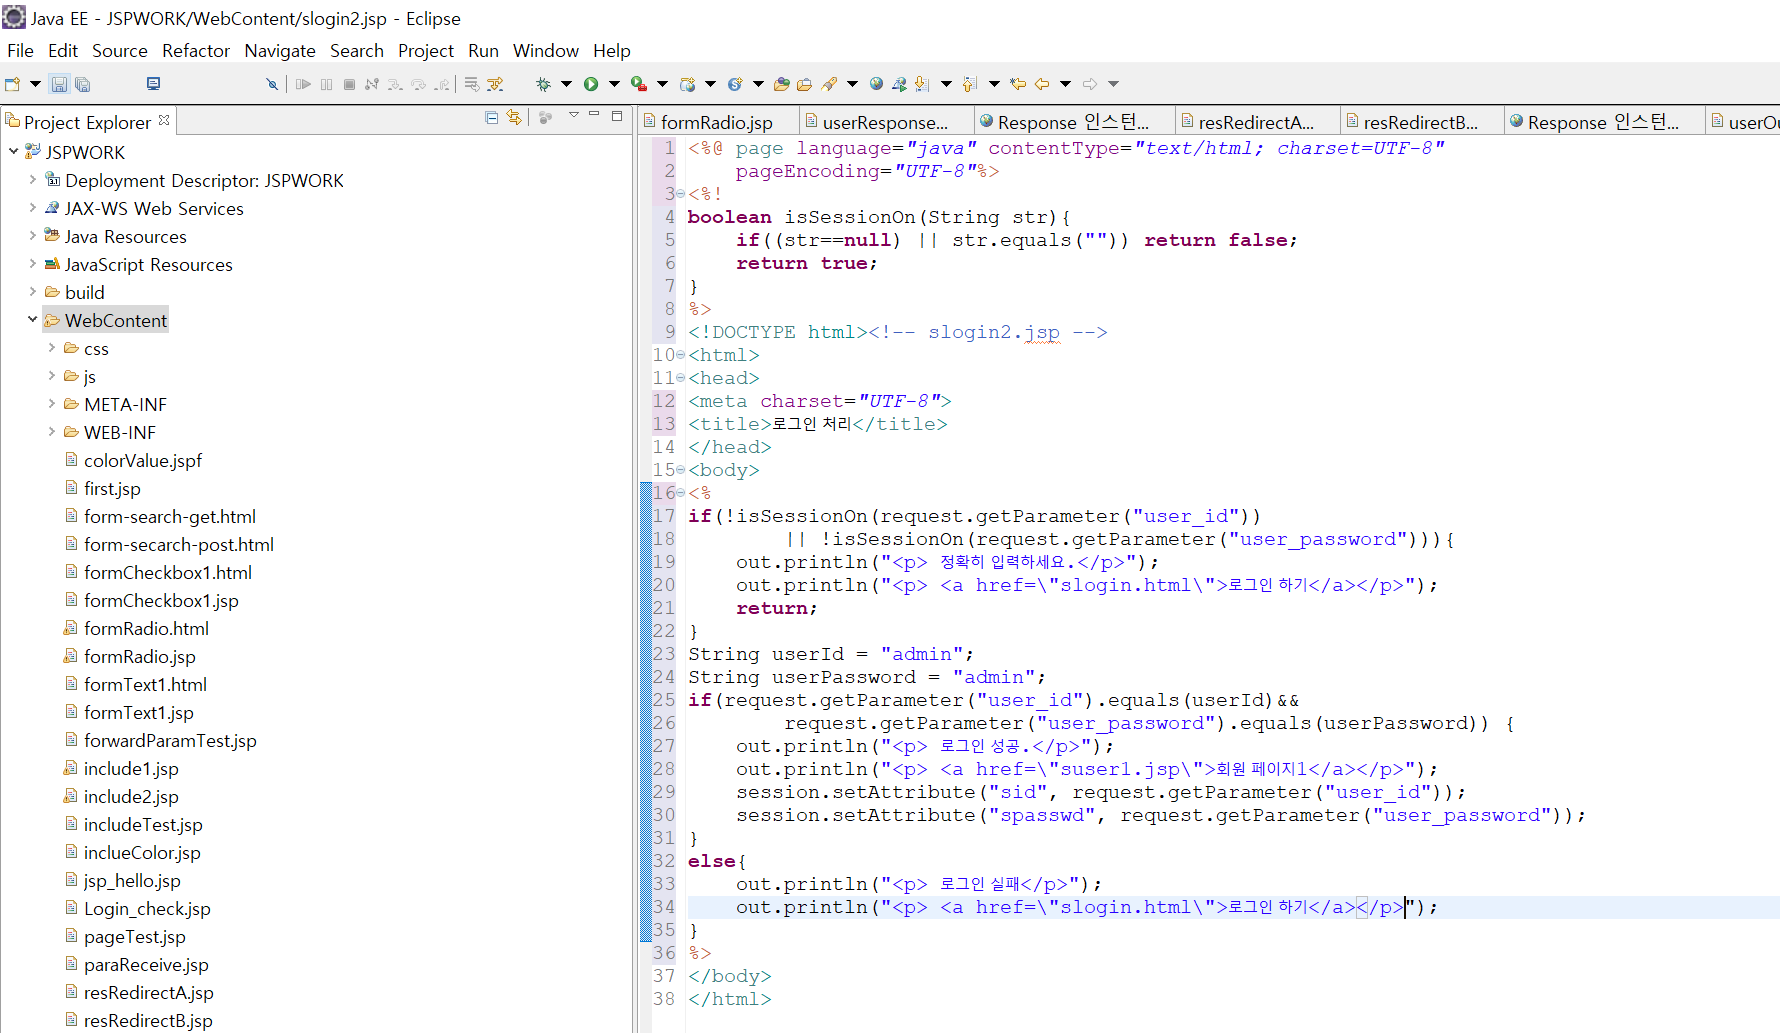 Java EE - JSPWORK/WebContent/slogin2.jsp - Eclipse
File Edit Source Refactor Navigate Search Project Run Window Help
Project Explorer
JSPWORK
Deployment Descriptor: JSPWORK
JAX-WS Web Services
Java Resources
JavaScript Resources
build
WebContent
css
js
META-INF
WEB-INF
colorValue.jspf
first.jsp
form-search-get.html
form-secarch-post.html
formCheckbox1.html
formCheckbox1.jsp
formRadio.html
formRadio.jsp
formText1.html
formText1.jsp
forwardParamTest.jsp
include1.jsp
include2.jsp
includeTest.jsp
inclueColor.jsp
jsp_hello.jsp
Login_check.jsp
pageTest.jsp
paraReceive.jsp
resRedirectA.jsp
resRedirectB.jsp
formRadio.jsp userResponse... Response 인스턴... resRedirectA... resRedirectB... Response 인스턴... userOu
1 <%@ page language="java" contentType="text/html; charset=UTF-8"
2     pageEncoding="UTF-8"%>
3 <%!
4 boolean isSessionOn(String str){
5     if((str==null) || str.equals("")) return false;
6     return true;
7 }
8 %>
9 <!DOCTYPE html><!-- slogin2.jsp -->
10 <html>
11 <head>
12 <meta charset="UTF-8">
13 <title>로그인 처리</title>
14 </head>
15 <body>
16 <%
17 if(!isSessionOn(request.getParameter("user_id"))
18         || !isSessionOn(request.getParameter("user_password"))){
19     out.println("<p> 정확히 입력하세요.</p>");
20     out.println("<p> <a href=\"slogin.html\">로그인 하기</a></p>");
21     return;
22 }
23 String userId = "admin";
24 String userPassword = "admin";
25 if(request.getParameter("user_id").equals(userId)&&
26         request.getParameter("user_password").equals(userPassword)) {
27     out.println("<p> 로그인 성공.</p>");
28     out.println("<p> <a href=\"suser1.jsp\">회원 페이지1</a></p>");
29     session.setAttribute("sid", request.getParameter("user_id"));
30     session.setAttribute("spasswd", request.getParameter("user_password"));
31 }
32 else{
33     out.println("<p> 로그인 실패</p>");
34     out.println("<p> <a href=\"slogin.html\">로그인 하기</a></p>");
35 }
36 %>
37 </body>
38 </html>